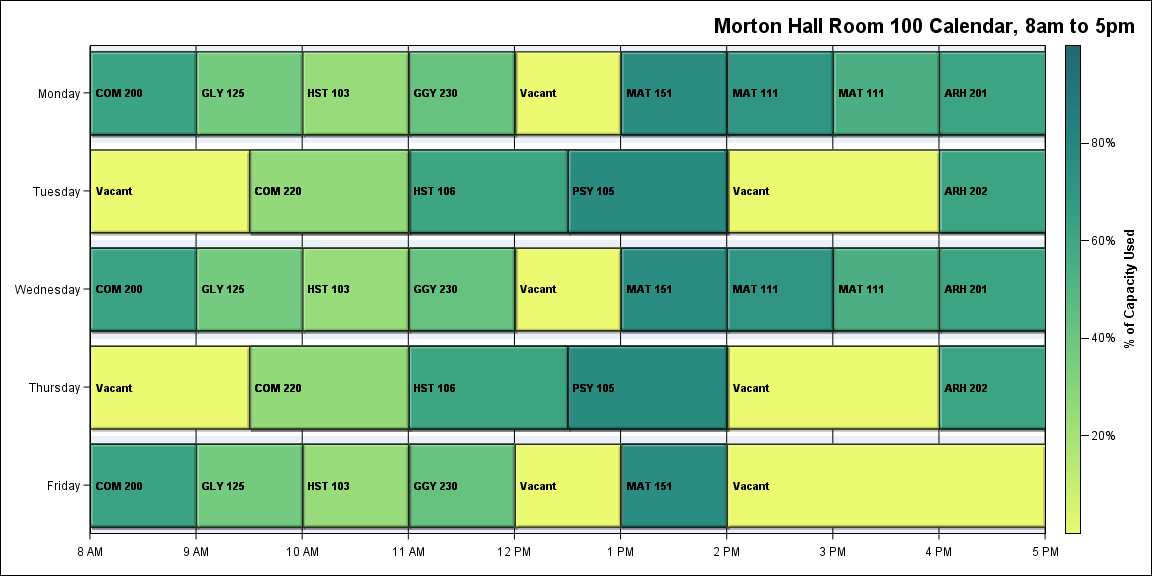 Morton Hall Room 100 Calendar, 8am to 5pm
Monday
COM 200
GLY 125
HST 103
GGY 230
Vacant
MAT 151
MAT 111
MAT 111
ARH 201
Tuesday
Vacant
COM 220
HST 106
PSY 105
Vacant
ARH 202
Wednesday
COM 200
GLY 125
HST 103
GGY 230
Vacant
MAT 151
MAT 111
MAT 111
ARH 201
Thursday
Vacant
COM 220
HST 106
PSY 105
Vacant
ARH 202
Friday
COM 200
GLY 125
HST 103
GGY 230
Vacant
MAT 151
Vacant
8 AM
9 AM
10 AM
11 AM
12 PM
1 PM
2 PM
3 PM
4 PM
5 PM
80%
60%
40%
20%
% of Capacity Used